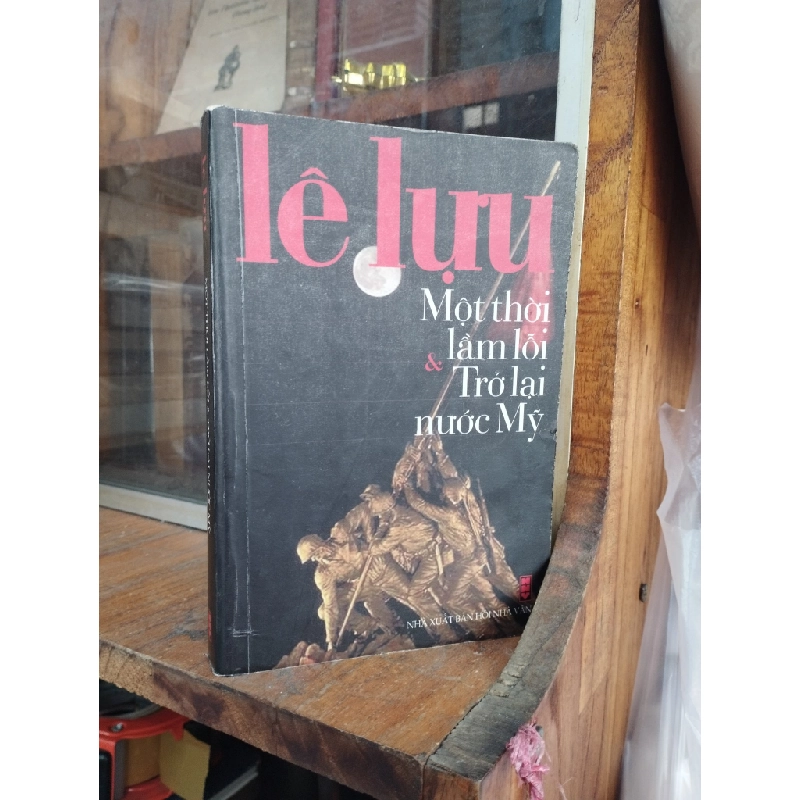 lê lựu
Một thời
lầm lỗi
& Trở lại
nước Mỹ
NHÀ XUẤT BẢN HỘI NHÀ VĂN